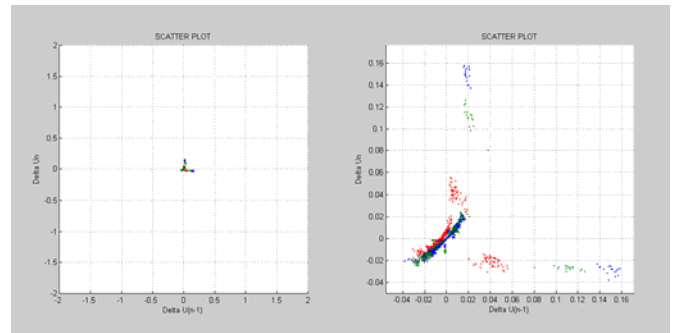 SCATTER PLOT
2
1.5
1
0.5
0
-0.5
-1
-1.5
-2
-2 -1.5 -1 -0.5 0 0.5 1 1.5 2
Delta Un
Delta U(n-1)
SCATTER PLOT
0.16
0.14
0.12
0.1
0.08
0.06
0.04
0.02
0
-0.02
-0.04
-0.04 -0.02 0 0.02 0.04 0.06 0.08 0.1 0.12 0.14 0.16
Delta Un
Delta U(n-1)